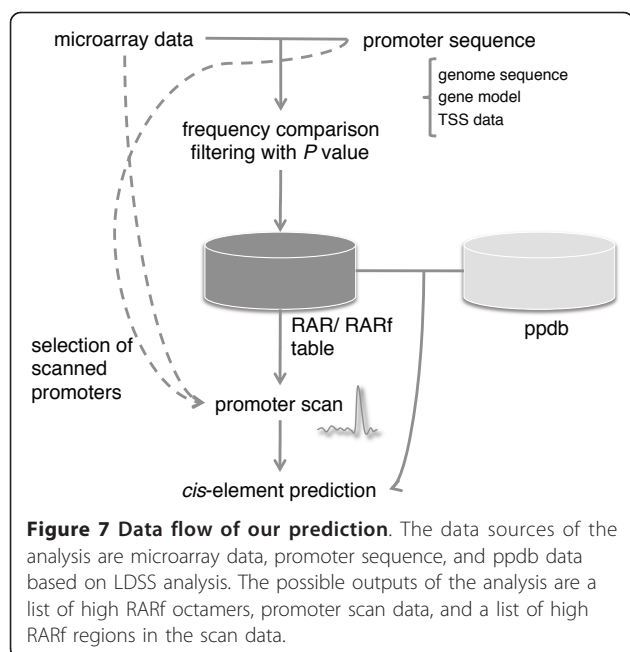 microarray data
promoter sequence
genome sequence
gene model
TSS data
frequency comparison
filtering with P value
RAR/ RARf
table
ppdb
selection of
scanned
promoters
promoter scan
cis-element prediction
Figure 7 Data flow of our prediction. The data sources of the
analysis are microarray data, promoter sequence, and ppdb data
based on LDSS analysis. The possible outputs of the analysis are a
list of high RARf octamers, promoter scan data, and a list of high
RARf regions in the scan data.